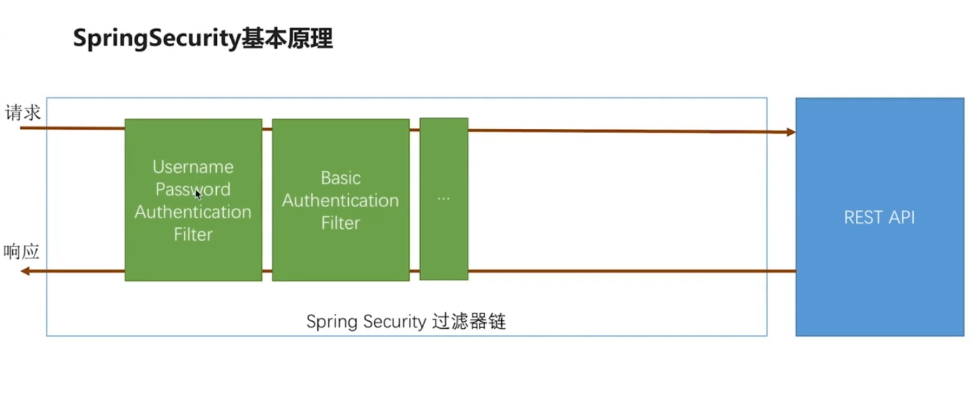 SpringSecurity基本原理
请求
Username
Password
Authentication
Filter
Basic
Authentication
Filter
...
REST API
响应
Spring Security 过滤器链